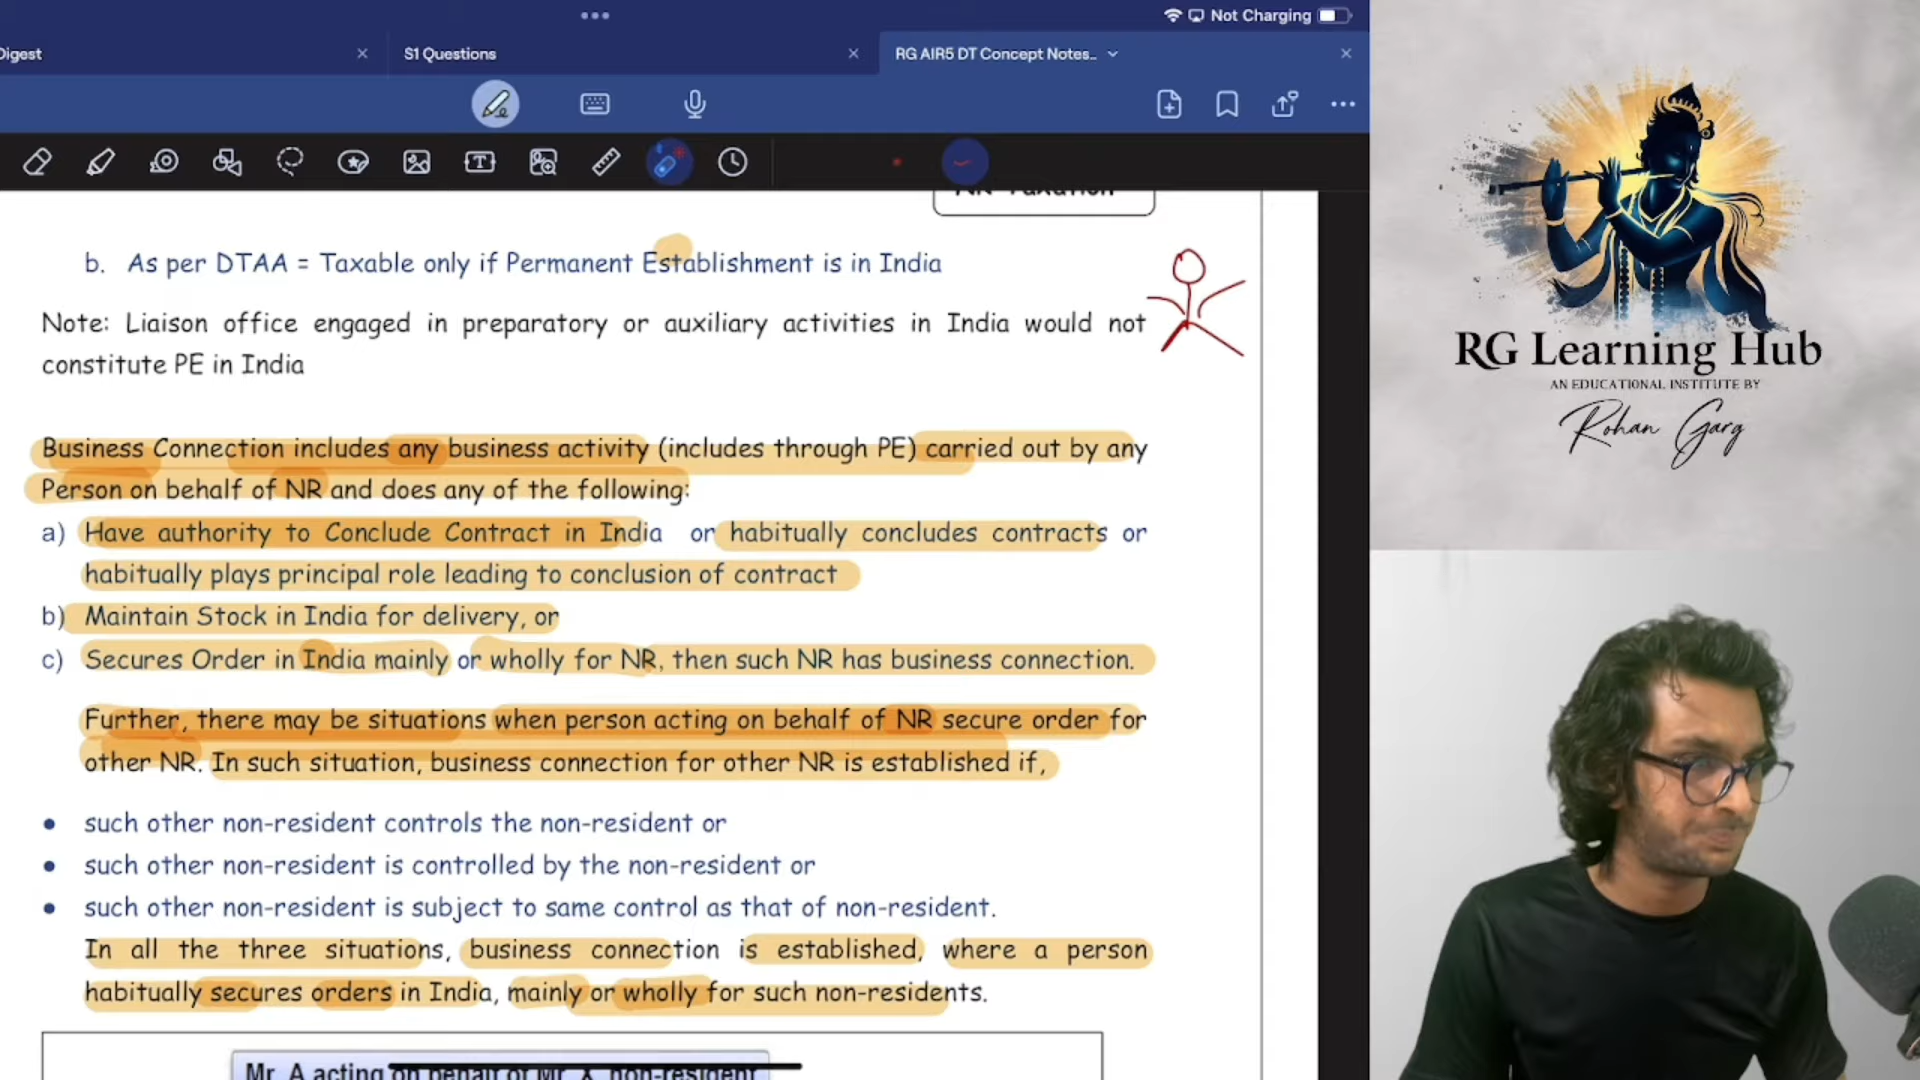 Not Charging
Digest
S1 Questions
RG AIR5 DT Concept Notes..
NR Taxation
b. As per DTAA = Taxable only if Permanent Establishment is in India
Note: Liaison office engaged in preparatory or auxiliary activities in India would not
constitute PE in India
Business Connection includes any business activity (includes through PE) carried out by any
Person on behalf of NR and does any of the following:
a) Have authority to Conclude Contract in India or habitually concludes contracts or
habitually plays principal role leading to conclusion of contract
b) Maintain Stock in India for delivery, or
c) Secures Order in India mainly or wholly for NR, then such NR has business connection.
Further, there may be situations when person acting on behalf of NR secure order for
other NR. In such situation, business connection for other NR is established if,
• such other non-resident controls the non-resident or
• such other non-resident is controlled by the non-resident or
• such other non-resident is subject to same control as that of non-resident.
In all the three situations, business connection is established, where a person
habitually secures orders in India, mainly or wholly for such non-residents.
Mr. A acting on behalf of Mr. X, non-resident
RG Learning Hub
AN EDUCATIONAL INSTITUTE BY
Rohan Garg